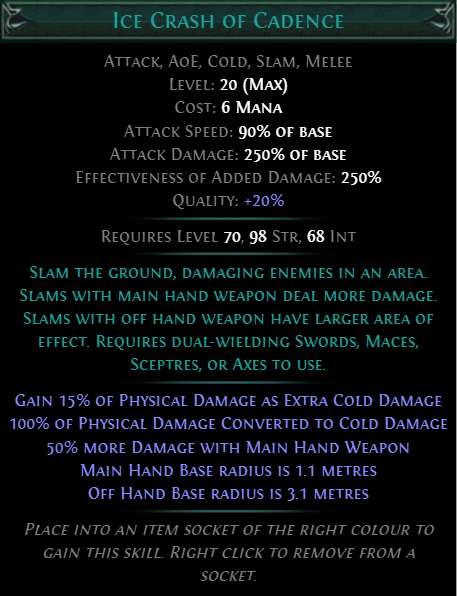 Ice Crash of Cadence
Attack, AoE, Cold, Slam, Melee
Level: 20 (Max)
Cost: 6 Mana
Attack Speed: 90% of base
Attack Damage: 250% of base
Effectiveness of Added Damage: 250%
Quality: +20%
Requires Level 70, 98 Str, 68 Int
Slam the ground, damaging enemies in an area.
Slams with main hand weapon deal more damage.
Slams with off hand weapon have larger area of
effect. Requires dual-wielding Swords, Maces,
Sceptres, or Axes to use.
Gain 15% of Physical Damage as Extra Cold Damage
100% of Physical Damage Converted to Cold Damage
50% more Damage with Main Hand Weapon
Main Hand Base radius is 1.1 metres
Off Hand Base radius is 3.1 metres
Place into an item socket of the right colour to
gain this skill. Right click to remove from a
socket.